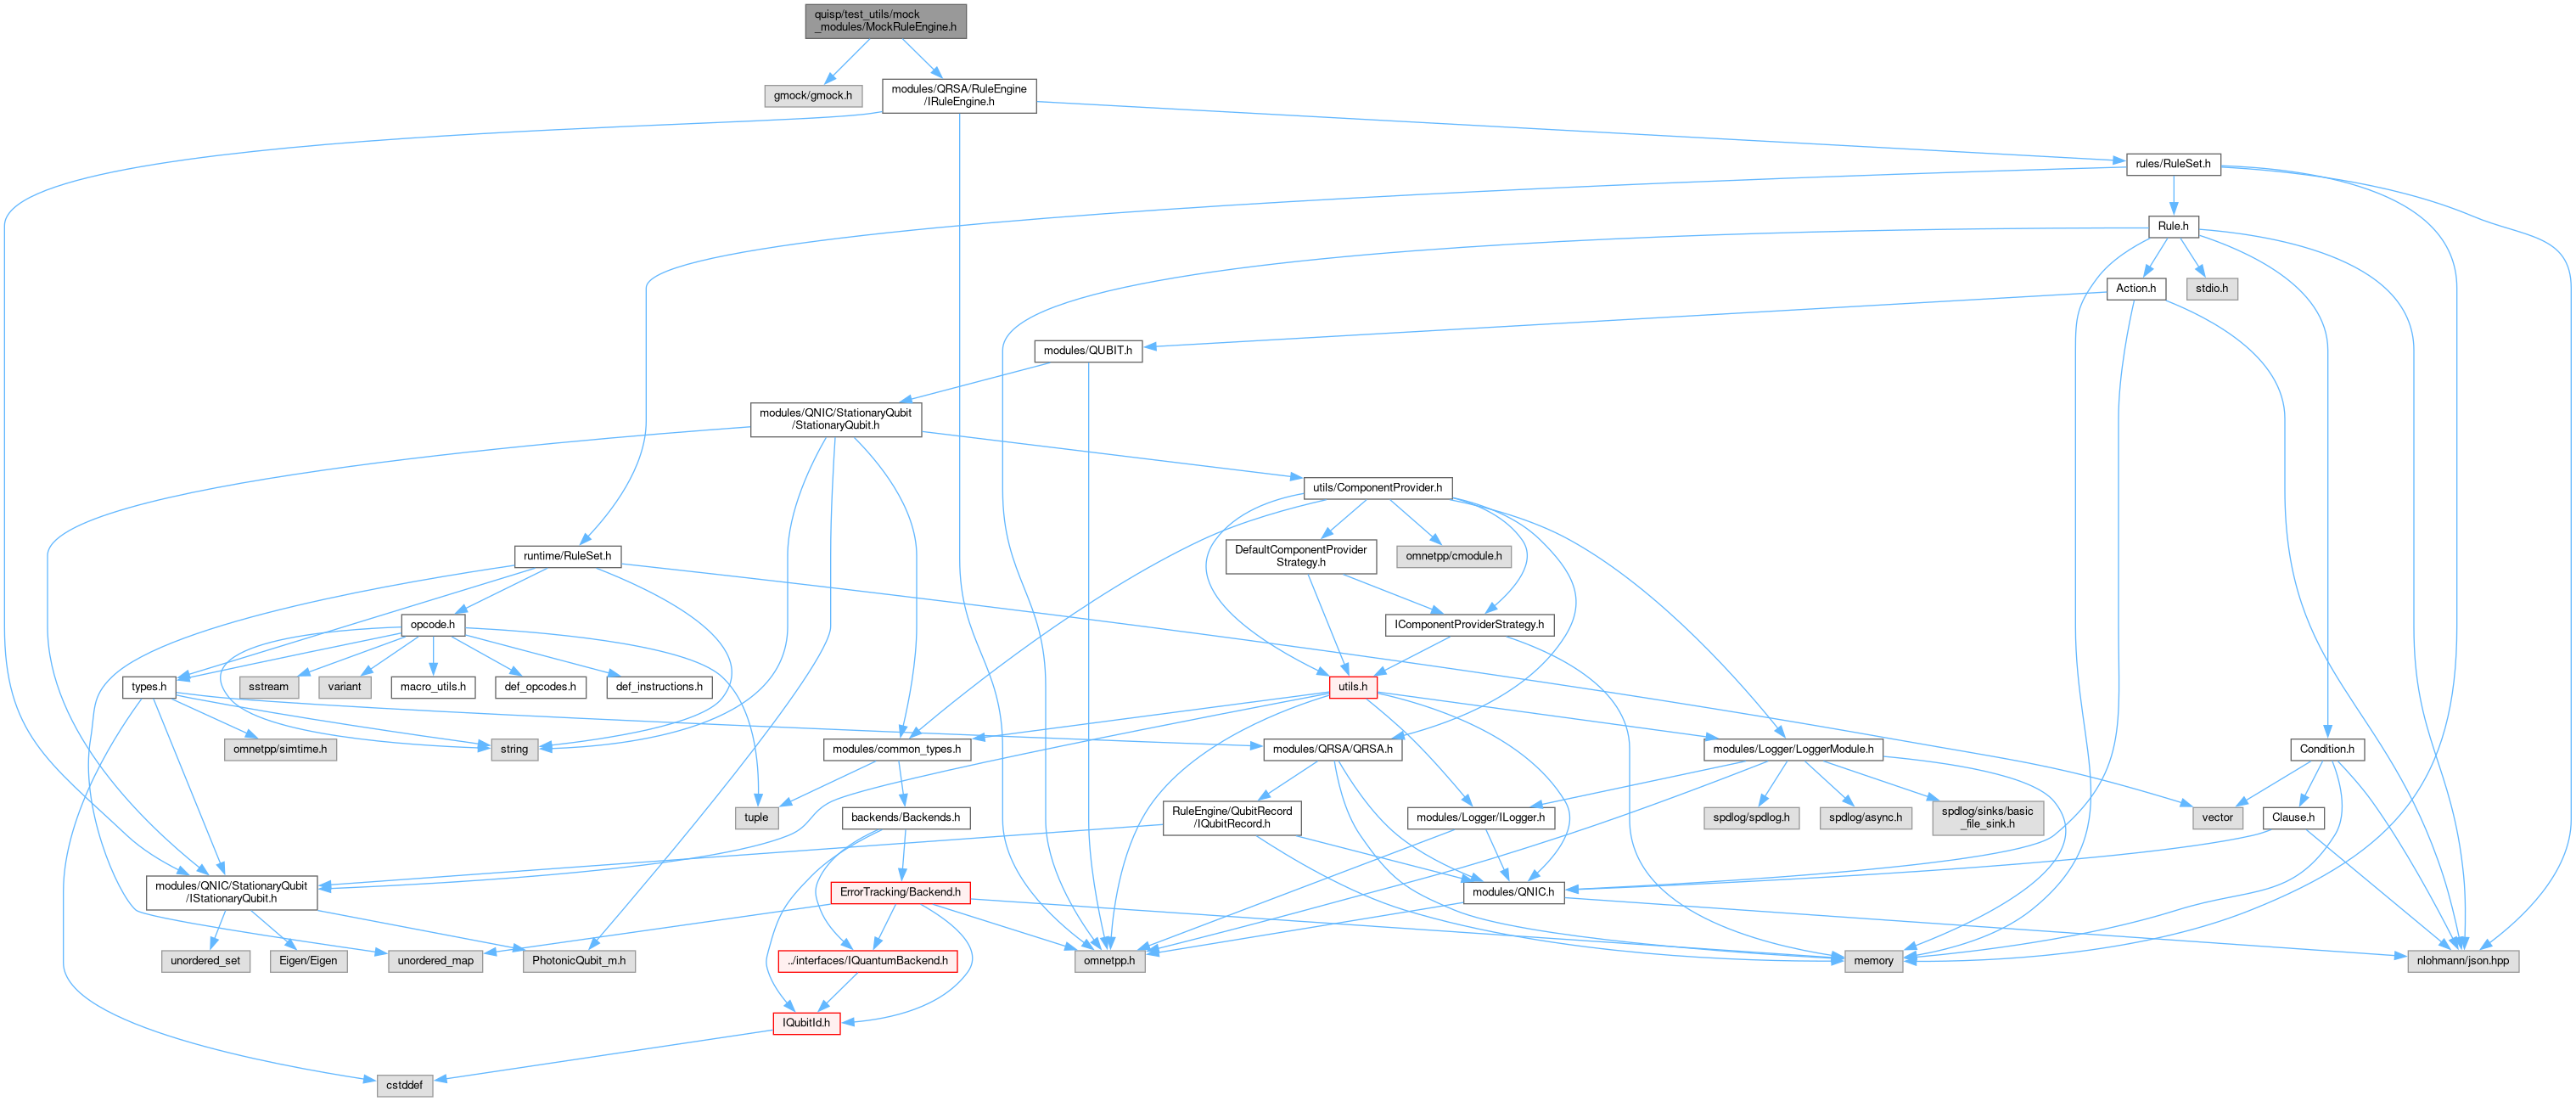 quisp/test_utils/mock
_modules/MockRuleEngine.h
gmock/gmock.h
modules/QRSA/RuleEngine
/IRuleEngine.h
rules/RuleSet.h
Rule.h
Action.h
stdio.h
modules/QUBIT.h
modules/QNIC/StationaryQubit
/StationaryQubit.h
utils/ComponentProvider.h
runtime/RuleSet.h
DefaultComponentProvider
Strategy.h
omnetpp/cmodule.h
opcode.h
IComponentProviderStrategy.h
types.h
sstream
variant
macro_utils.h
def_opcodes.h
def_instructions.h
utils.h
omnetpp/simtime.h
string
modules/common_types.h
modules/QRSA/QRSA.h
modules/Logger/LoggerModule.h
Condition.h
tuple
backends/Backends.h
RuleEngine/QubitRecord
/IQubitRecord.h
modules/Logger/ILogger.h
spdlog/spdlog.h
spdlog/async.h
spdlog/sinks/basic
_file_sink.h
vector
Clause.h
modules/QNIC/StationaryQubit
/IStationaryQubit.h
ErrorTracking/Backend.h
modules/QNIC.h
unordered_set
Eigen/Eigen
unordered_map
PhotonicQubit_m.h
../interfaces/IQuantumBackend.h
omnetpp.h
memory
nlohmann/json.hpp
IQubitId.h
cstddef